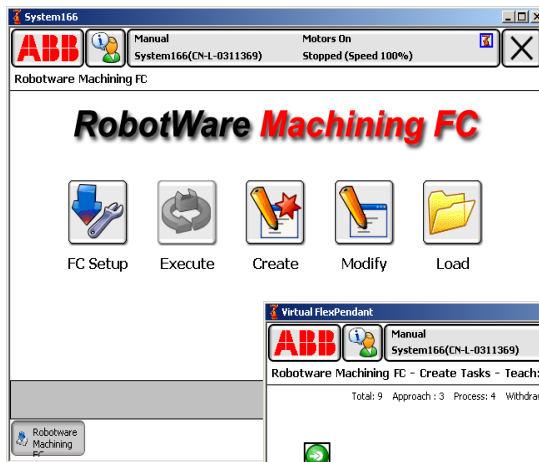 System166
ABB
Manual
System166(CN-L-0311369)
Motors On
Stopped (Speed 100%)
Robotware Machining FC
RobotWare Machining FC
FC Setup
Execute
Create
Modify
Load
Virtual FlexPendant
ABB
Manual
System166(CN-L-0311369)
Robotware Machining FC - Create Tasks - Teach:
Total: 9 Approach : 3 Process: 4 Withdraw
Robotware
Machining
FC